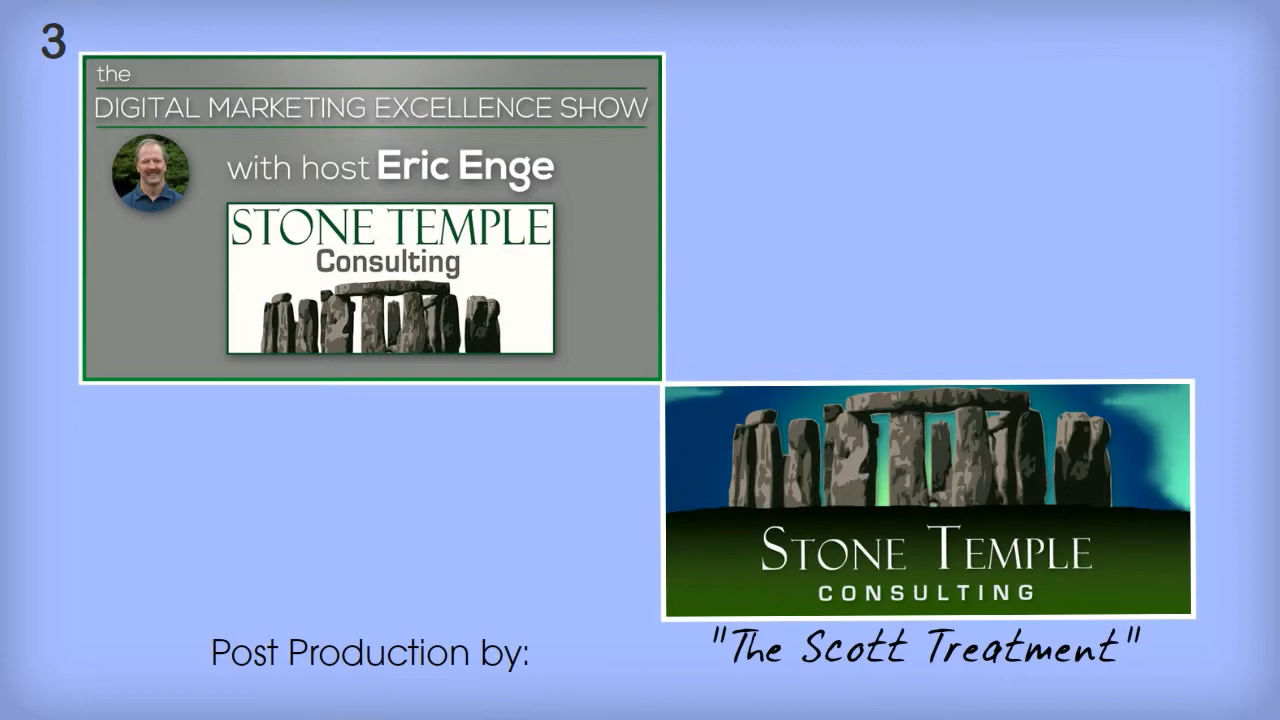 3
the
DIGITAL MARKETING EXCELLENCE SHOW
with host Eric Enge
STONE TEMPLE
Consulting
STONE TEMPLE
CONSULTING
Post Production by:
"The Scott Treatment"